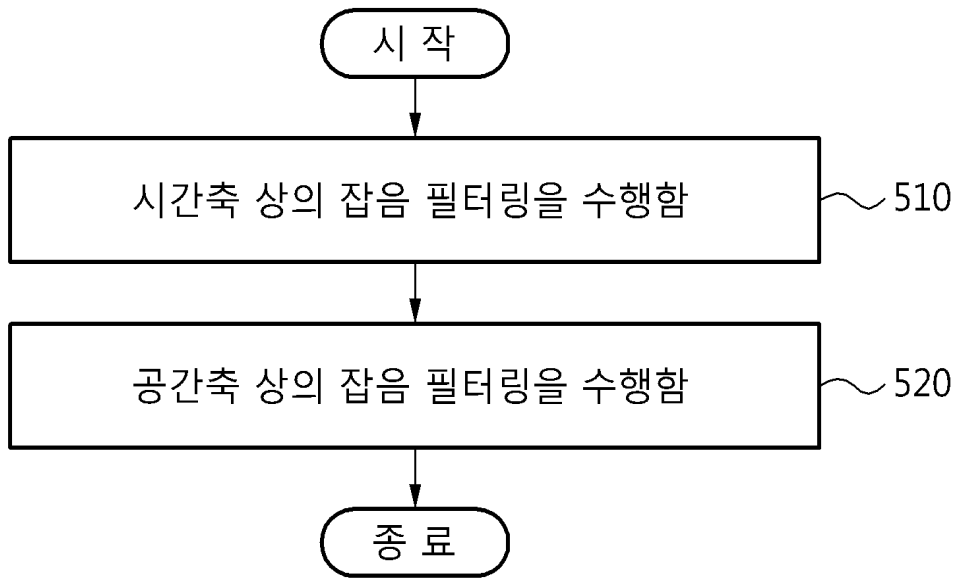 시 작
시간축 상의 잡음 필터링을 수행함
510
공간축 상의 잡음 필터링을 수행함
520
종 료